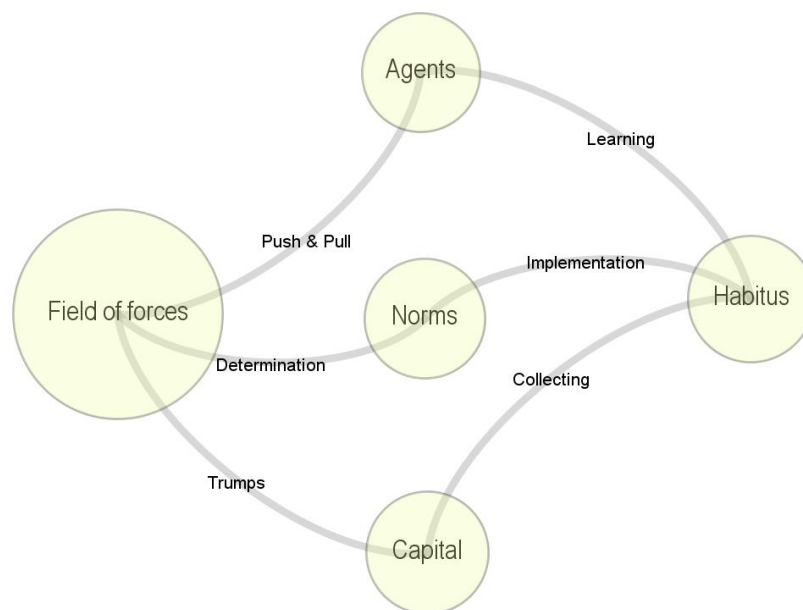 Agents
Learning
Push & Pull
Implementation
Field of forces
Norms
Habitus
Determination
Collecting
Trumps
Capital